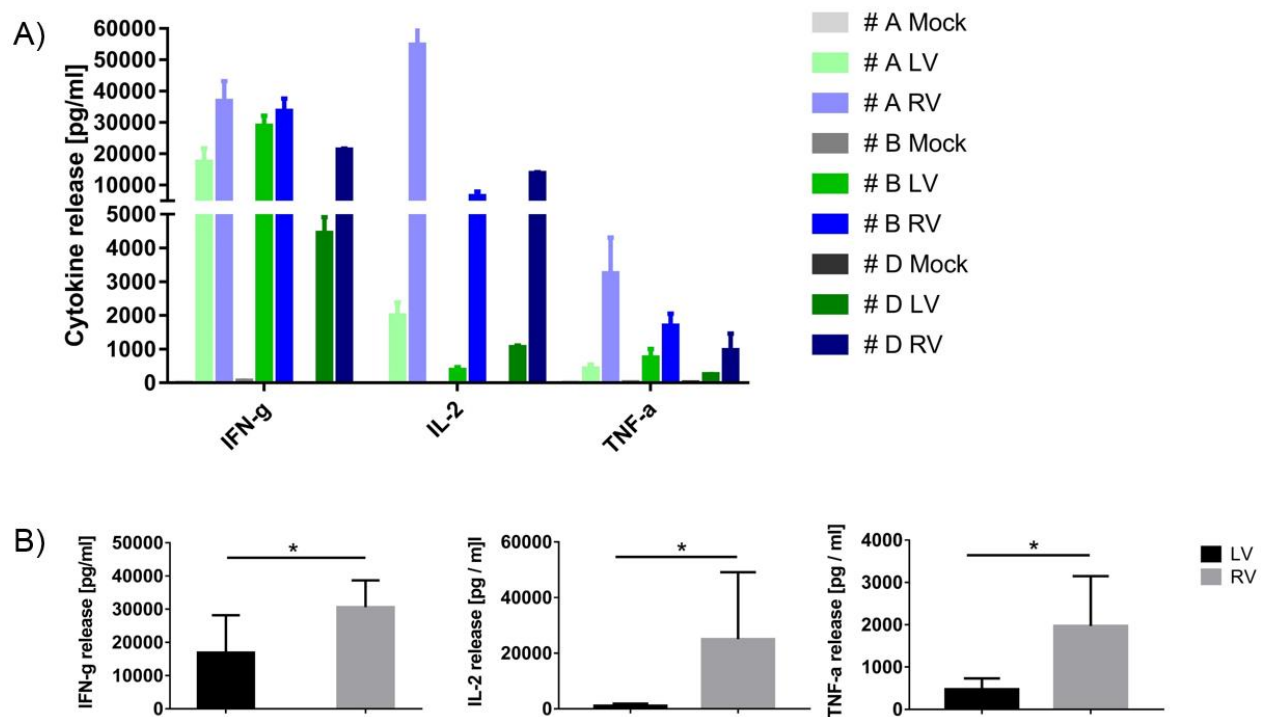 A)
Cytokine release [pg/ml]
60000
50000
40000
30000
20000
10000
5000
4000
3000
2000
1000
0
IFN-g
IL-2
TNF-a
# A Mock
# A LV
# A RV
# B Mock
# B LV
# B RV
# D Mock
# D LV
# D RV
B)
IFN-g release [pg/ml]
50000
40000
30000
20000
10000
0
*
IL-2 release [pg / m]l
60000
40000
20000
0
*
TNF-a release [pg / ml]
4000
3000
2000
1000
0
*
LV
RV